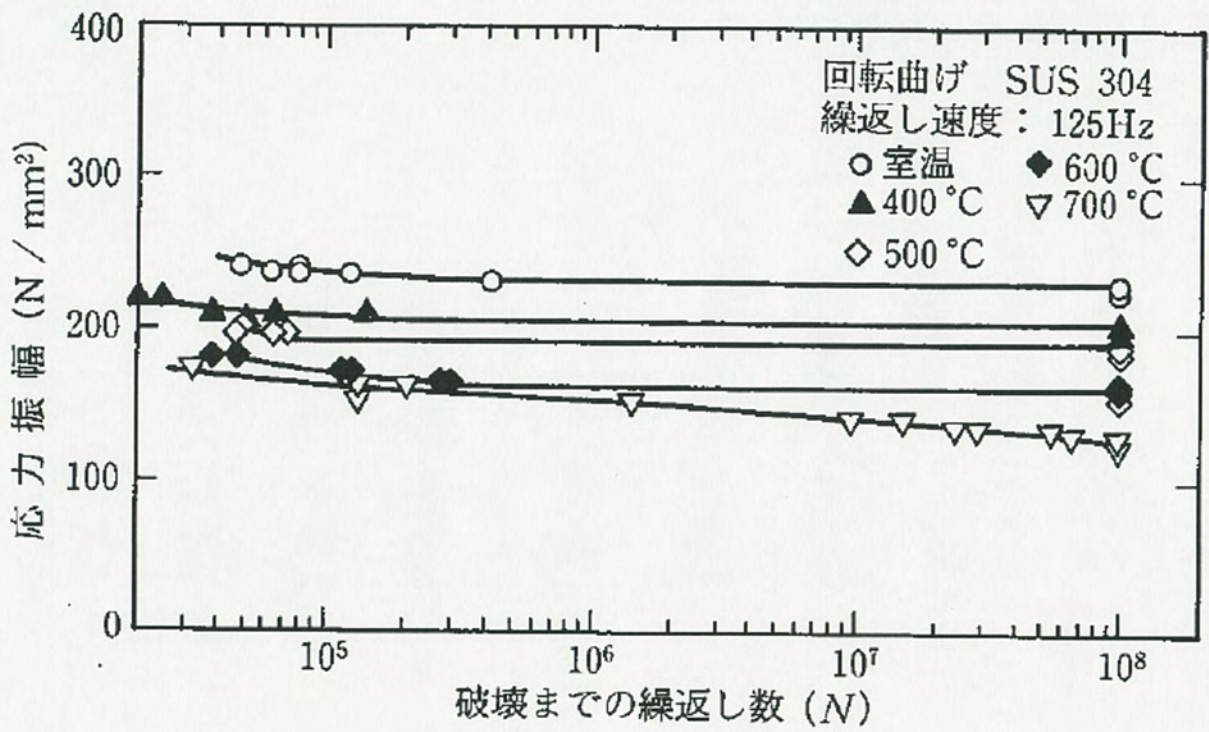 400
300
200
100
0
応力振幅 (N/mm²)
回転曲げ SUS 304
繰返し速度：125Hz
○ 室温 ◆ 600 ℃
▲ 400 ℃ ▽ 700 ℃
◇ 500 ℃
10⁵ 10⁶ 10⁷ 10⁸
破壊までの繰返し数 (N)